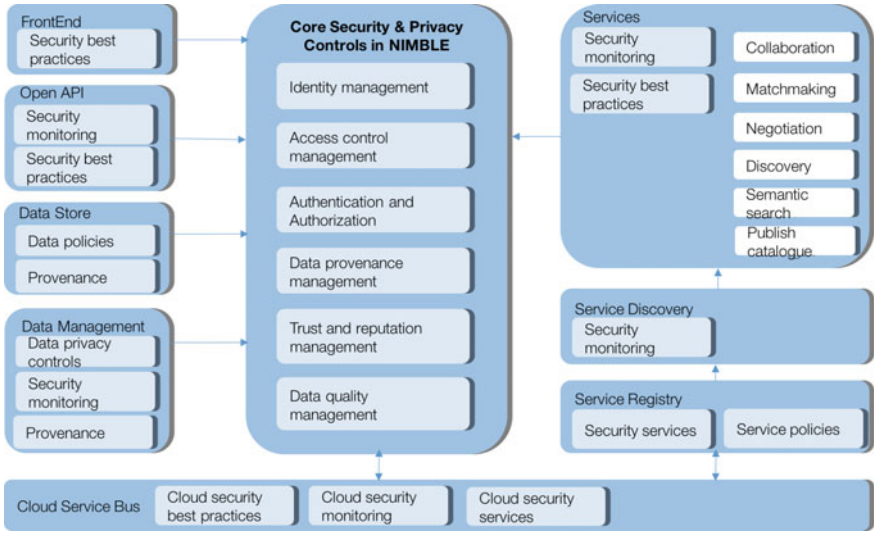 FrontEnd
Security best
practices
Open API
Security
monitoring
Security best
practices
Data Store
Data policies
Provenance
Data Management
Data privacy
controls
Security
monitoring
Provenance
Core Security & Privacy
Controls in NIMBLE
Identity management
Access control
management
Authentication and
Authorization
Data provenance
management
Trust and reputation
management
Data quality
management
Services
Security
monitoring
Security best
practices
Collaboration
Matchmaking
Negotiation
Discovery
Semantic
search
Publish
catalogue
Service Discovery
Security
monitoring
Service Registry
Security services
Service policies
Cloud Service Bus
Cloud security
best practices
Cloud security
monitoring
Cloud security
services